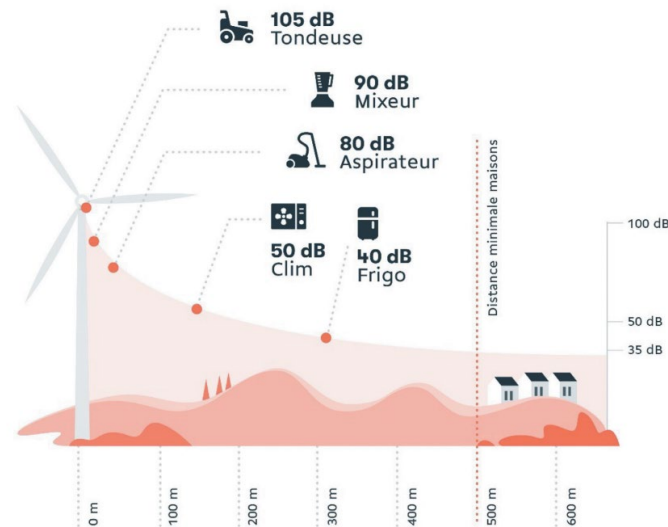 105 dB
Tondeuse
90 dB
Mixeur
80 dB
Aspirateur
50 dB
Clim
40 dB
Frigo
Distance minimale maisons
100 dB
50 dB
35 dB
0 m
100 m
200 m
300 m
400 m
500 m
600 m